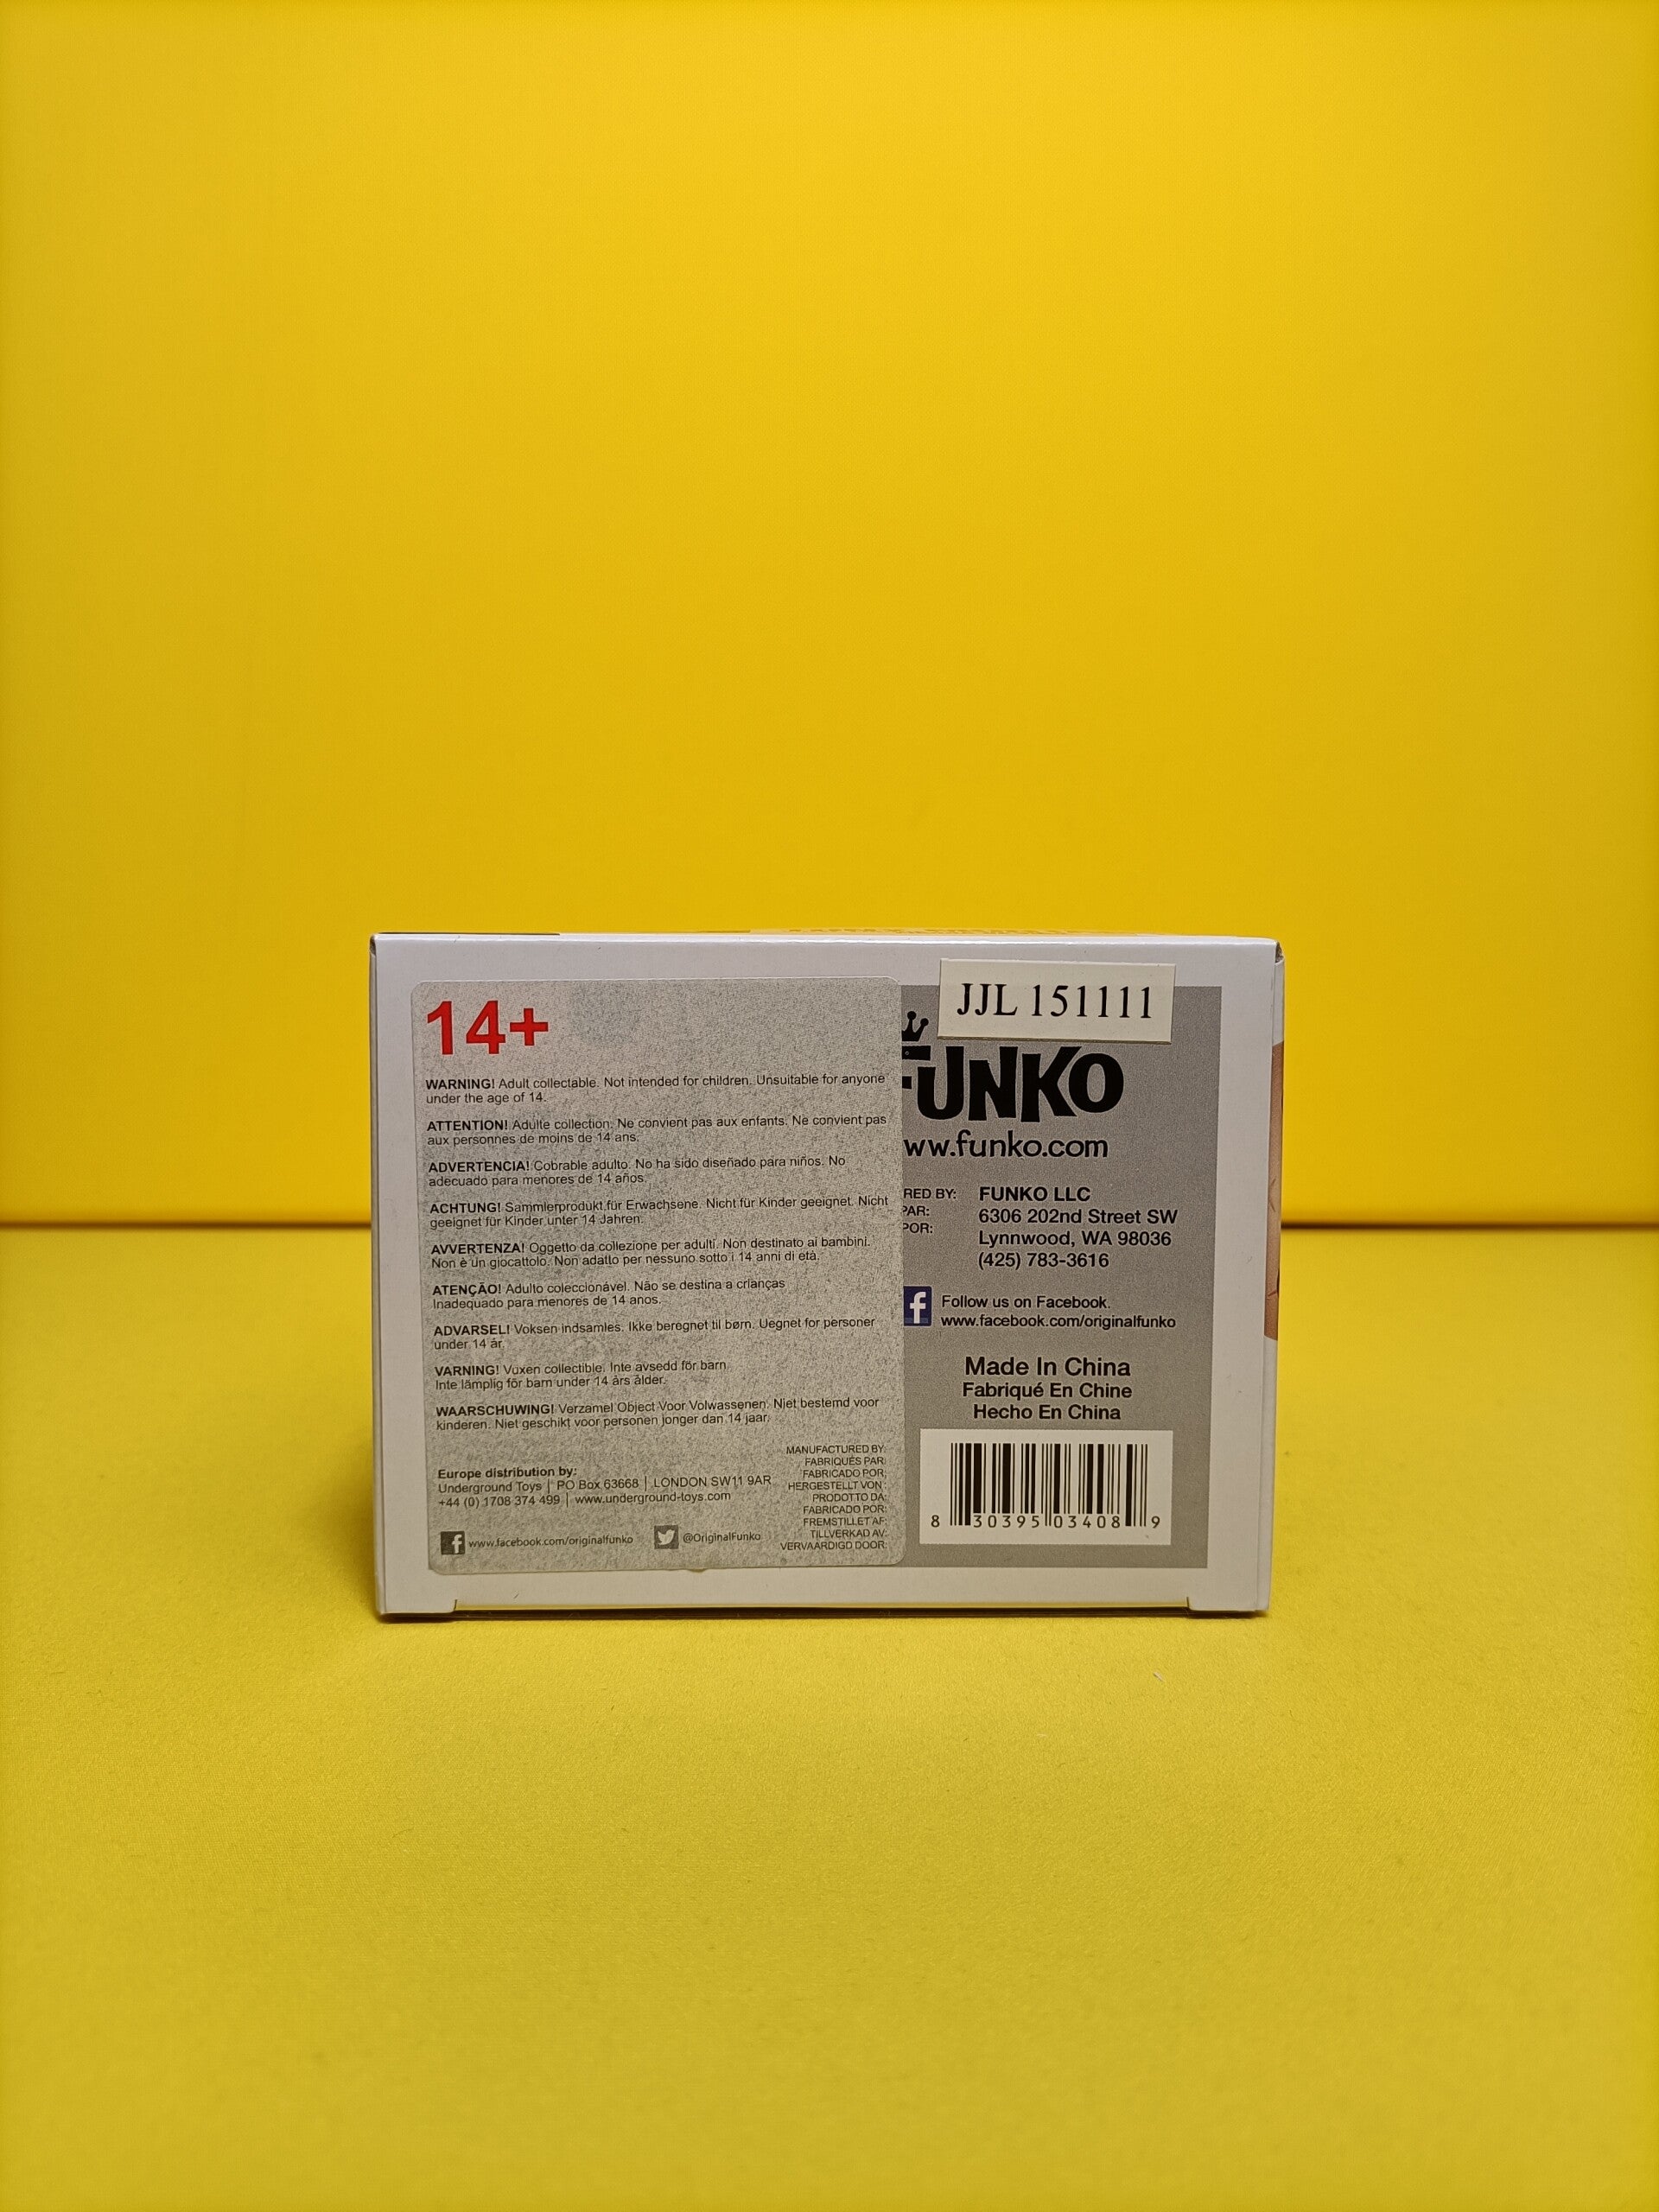 14+
WARNING! Adult collectable. Not intended for children. Unsuitable for anyone
under the age of 14.
ATTENTION! Adulte collection. Ne convient pas aux enfants. Ne convient pas
aux personnes de moins de 14 ans.
ADVERTENCIA! Cobrable adulto. No ha sido diseñado para niños. No
adecuado para menores de 14 años.
ACHTUNG! Sammlerprodukt für Erwachsene. Nicht für Kinder geeignet. Nicht
geeignet für Kinder unter 14 Jahren.
AVVERTENZA! Oggetto da collezione per adulti. Non destinato ai bambini.
Non è un giocattolo. Non adatto per nessuno sotto i 14 anni di età.
ATENÇÃO! Adulto coleccionável. Não se destina a crianças
Inadequado para menores de 14 anos.
ADVARSEL! Voksen indsamles. Ikke beregnet til børn. Uegnet for personer
under 14 år.
VARNING! Vuxen collectible. Inte avsedd för barn.
Inte lämplig för barn under 14 års ålder.
WAARSCHUWING! Verzamel Object Voor Volwassenen. Niet bestemd voor
kinderen. Niet geschikt voor personen jonger dan 14 jaar.
Europe distribution by:
Underground Toys | PO Box 63668 | LONDON SW11 9AR
+44 (0) 1708 374 499 | www.underground-toys.com
www.facebook.com/originalfunko @OriginalFunko
MANUFACTURED BY:
FABRIQUÉS PAR:
FABRICADO POR:
HERGESTELLT VON:
PRODOTTO DA:
FABRICADO POR:
FREMSTILLET AF:
TILLVERKAD AV:
VERVAARDIGD DOOR:
JJL 151111
FUNKO
ww.funko.com
RED BY: FUNKO LLC
PAR: 6306 202nd Street SW
POR: Lynnwood, WA 98036
(425) 783-3616
Follow us on Facebook.
www.facebook.com/originalfunko
Made In China
Fabriqué En Chine
Hecho En China
8 30395 03408 9